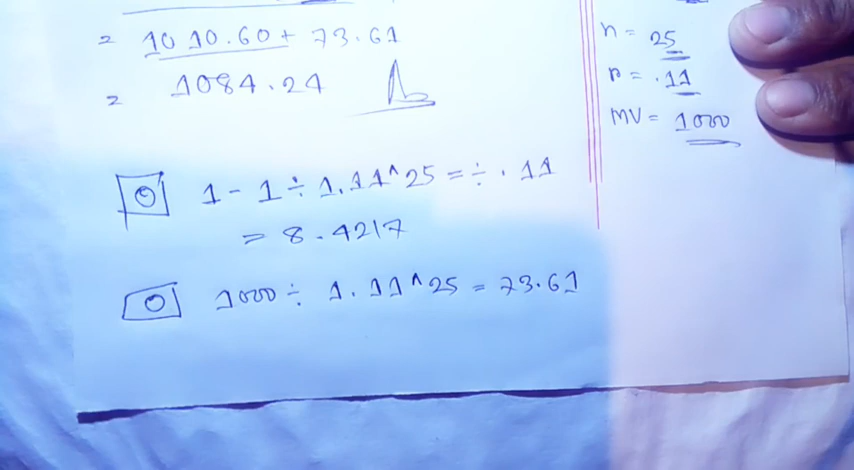 = 1010.60 + 73.61
= 1084.24
1 - 1 ÷ 1.11^25 = ÷ .11
= 8.4217
1000 ÷ 1.11^25 = 73.61
n = 25
r = .11
MV = 1000